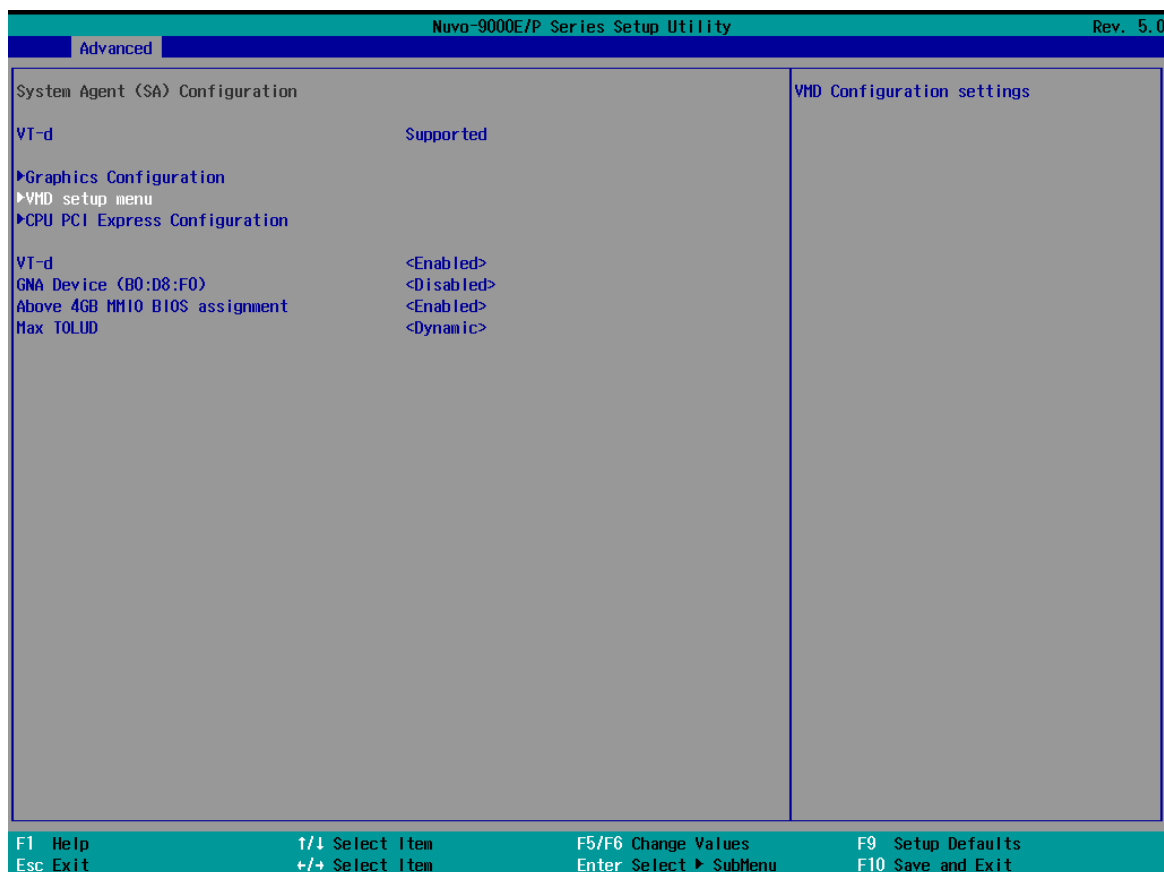 Nuvo-9000E/P Series Setup Utility Rev. 5.0
Advanced
System Agent (SA) Configuration VMD Configuration settings
VT-d Supported
▶Graphics Configuration
▶VMD setup menu
▶CPU PCI Express Configuration
VT-d <Enabled>
GNA Device (B0:D8:F0) <Disabled>
Above 4GB MMIO BIOS assignment <Enabled>
Max TOLUD <Dynamic>
F1 Help ↑/↓ Select Item F5/F6 Change Values F9 Setup Defaults
Esc Exit ←/→ Select Item Enter Select ▶ SubMenu F10 Save and Exit